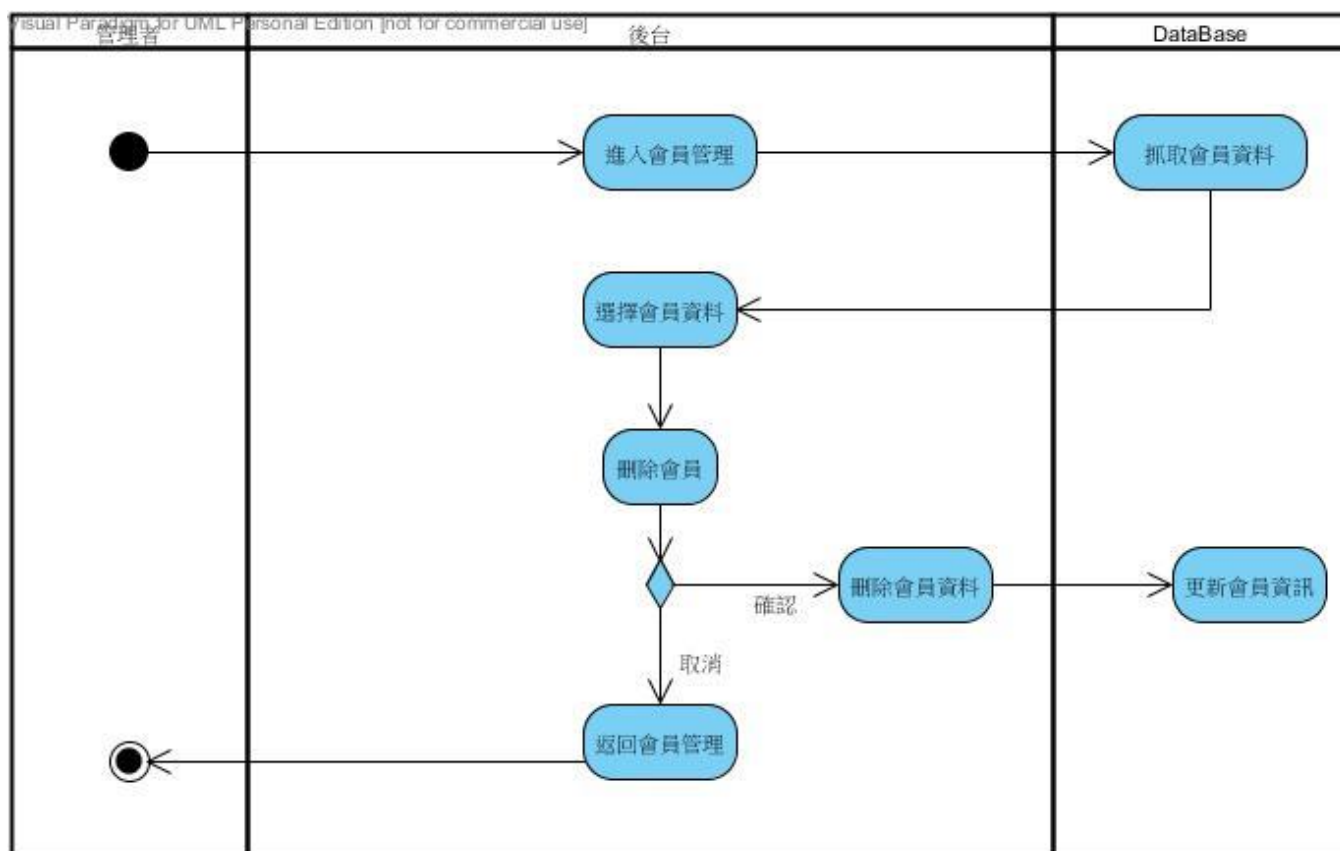 Visual Paradigm for UML Personal Edition [not for commercial use]
管理者
後台
DataBase
進入會員管理
抓取會員資料
選擇會員資料
刪除會員
確認
刪除會員資料
更新會員資訊
取消
返回會員管理